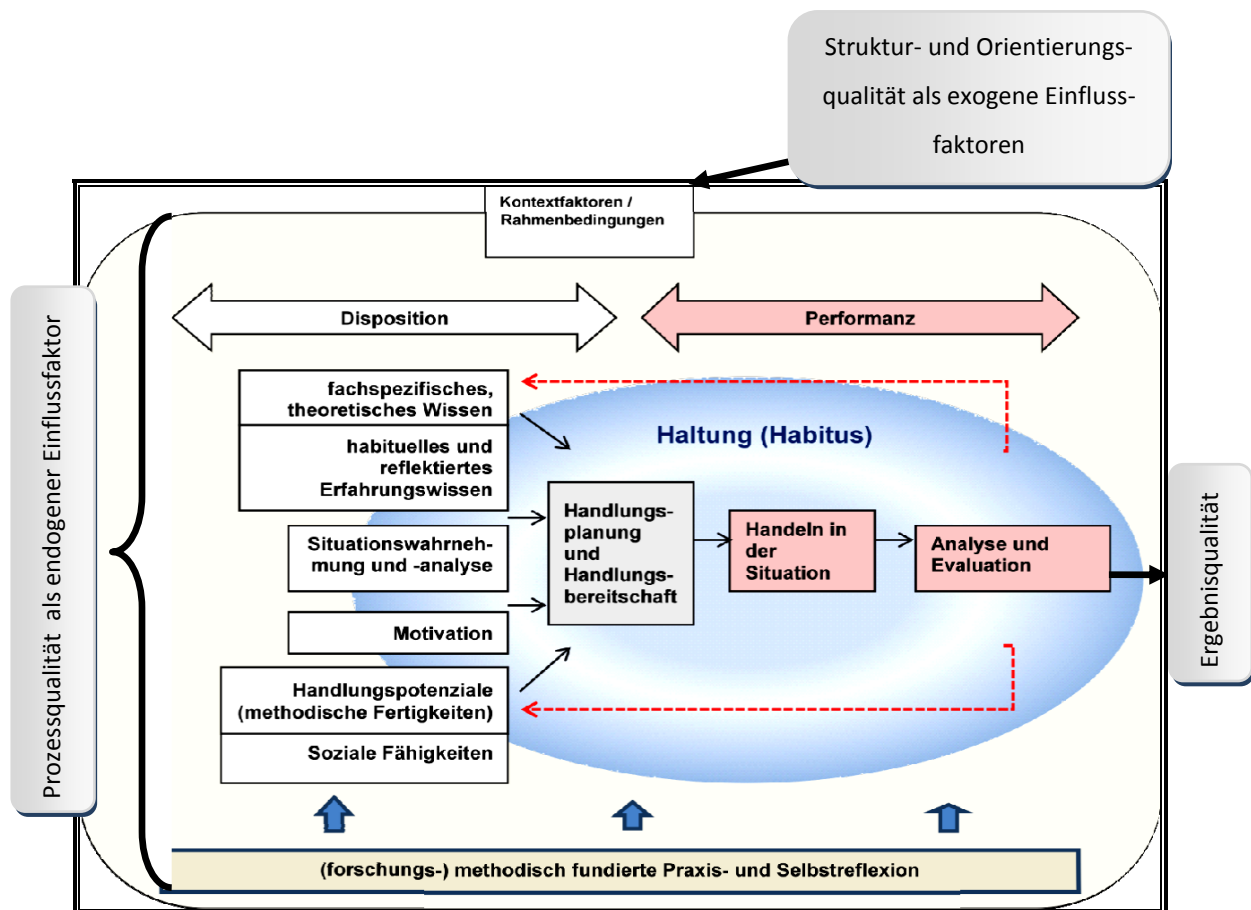 Struktur- und Orientierungs-
qualität als exogene Einfluss-
faktoren
Kontextfaktoren /
Rahmenbedingungen
Prozessqualität als endogener Einflussfaktor
Disposition
Performanz
fachspezifisches,
theoretisches Wissen
habituelles und
reflektiertes
Erfahrungswissen
Situationswahrneh-
mung und -analyse
Motivation
Handlungspotenziale
(methodische Fertigkeiten)
Soziale Fähigkeiten
Haltung (Habitus)
Handlungs-
planung
und
Handlungs-
bereitschaft
Handeln in
der
Situation
Analyse und
Evaluation
Ergebnisqualität
(forschungs-) methodisch fundierte Praxis- und Selbstreflexion